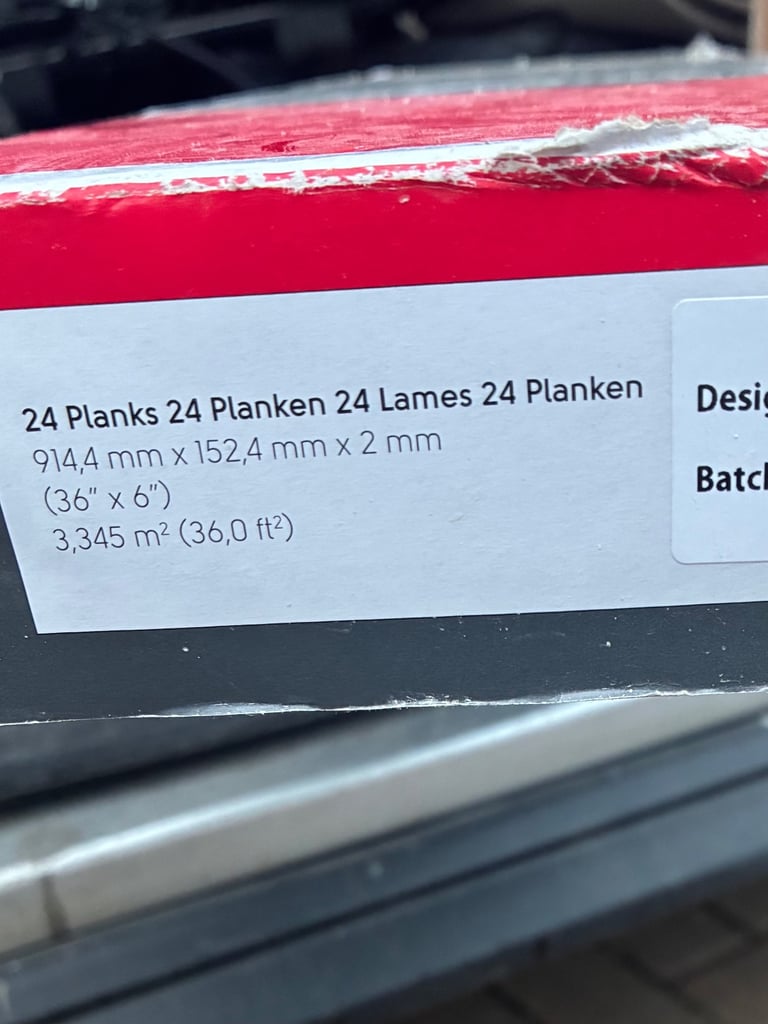 24 Planks 24 Planken 24 Lames 24 Planken
914,4 mm x 152,4 mm x 2 mm
(36" x 6")
3,345 m² (36,0 ft²)